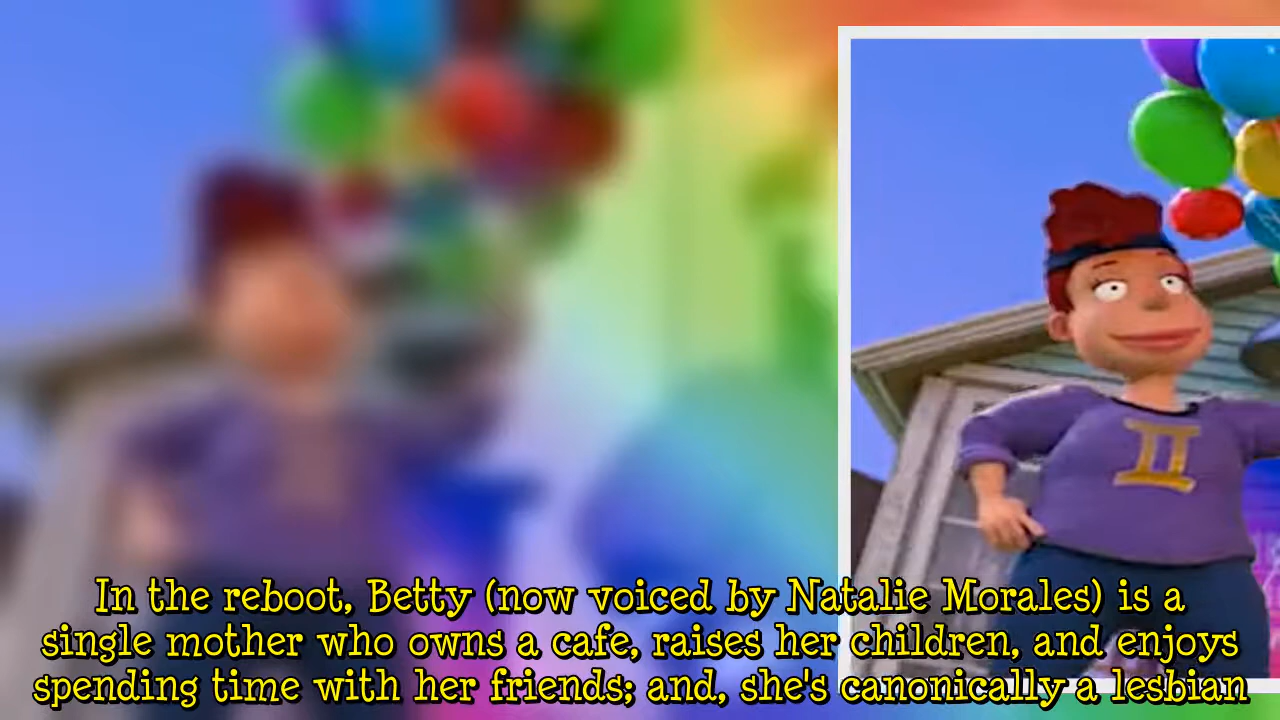 II
In the reboot, Betty (now voiced by Natalie Morales) is a
single mother who owns a cafe, raises her children, and enjoys
spending time with her friends; and, she's canonically a lesbian